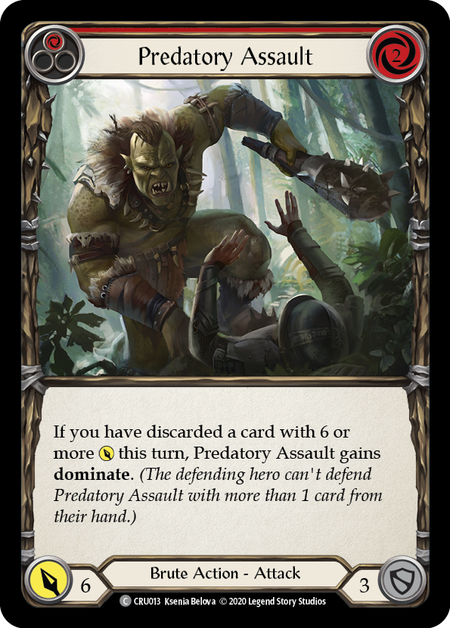 Predatory Assault
2
If you have discarded a card with 6 or
more this turn, Predatory Assault gains
dominate. (The defending hero can't defend
Predatory Assault with more than 1 card from
their hand.)
6
Brute Action - Attack
3
C CRU013 Ksenia Belova © 2020 Legend Story Studios